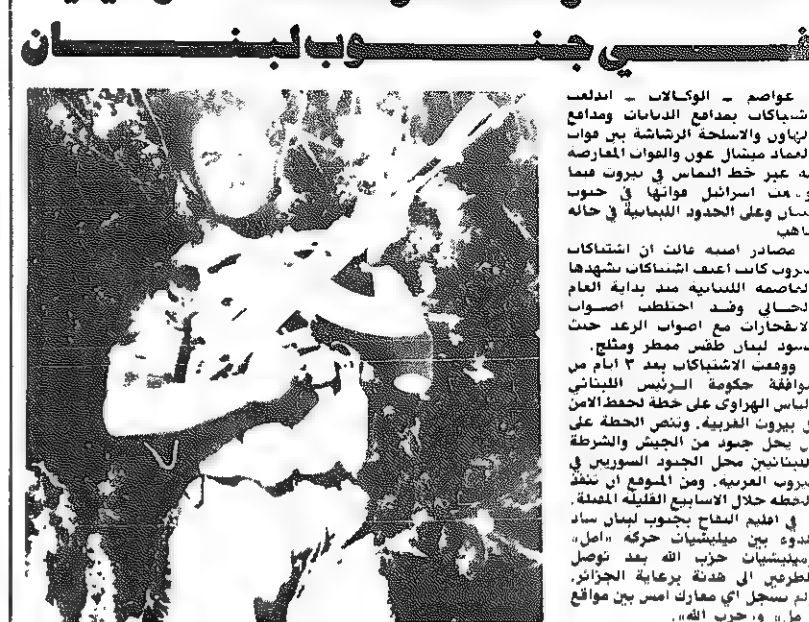 في جنوب لبنان
عواصم - الوكالات - اندلعت
اشتباكات بمدافع الدبابات ومدافع
الهاون والاسلحة الرشاشة بين قوات
العماد ميشال عون والقوات المعارضة
له عبر خط التماس في بيروت فيما
اسرائيل قواتها في جنوب
لبنان وعلى الحدود اللبنانية في حالة
تاهب
مصادر امنية قالت ان اشتباكات
بيروت كانت اعنف اشتباكات تشهدها
العاصمة اللبنانية منذ بداية العام
الحالي وقد اختلطت اصوات
الانفجارات مع اصوات الرعد حيث
يسود لبنان طقس ممطر ومثلج.
ووقعت الاشتباكات بعد ٣ ايام من
موافقة حكومة الرئيس اللبناني
الياس الهراوي على خطة لحفظ الامن
في بيروت الغربية. وتنص الخطة على
ان يحل جنود من الجيش والشرطة
اللبنانيين محل الجنود السوريين في
بيروت الغربية. ومن المتوقع ان تنفذ
الخطة خلال الاسابيع القليلة المقبلة.
في اقليم التفاح بجنوب لبنان ساد
هدوء بين ميليشيات حركة «امل»
وميليشيات حزب الله بعد توصل
الطرفين الى هدنة برعاية الجزائر.
لم تسجل اي معارك امس بين مواقع
«امل» و«حزب الله».